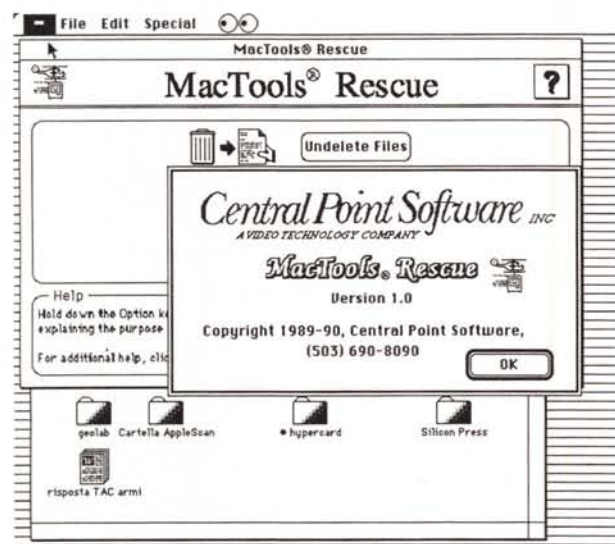 File Edit Special
MacTools® Rescue
MacTools® Rescue
?
Undelete Files
Central Point Software INC
A VIDEO TECHNOLOGY COMPANY
MacTools® Rescue
Version 1.0
Copyright 1989-90, Central Point Software,
(503) 690-8090
OK
Help
Hold down the Option
explaining the purpose
For additional help,
geolab
Cartella AppleScan
hypercard
Silicon Press
risposta TAC armi